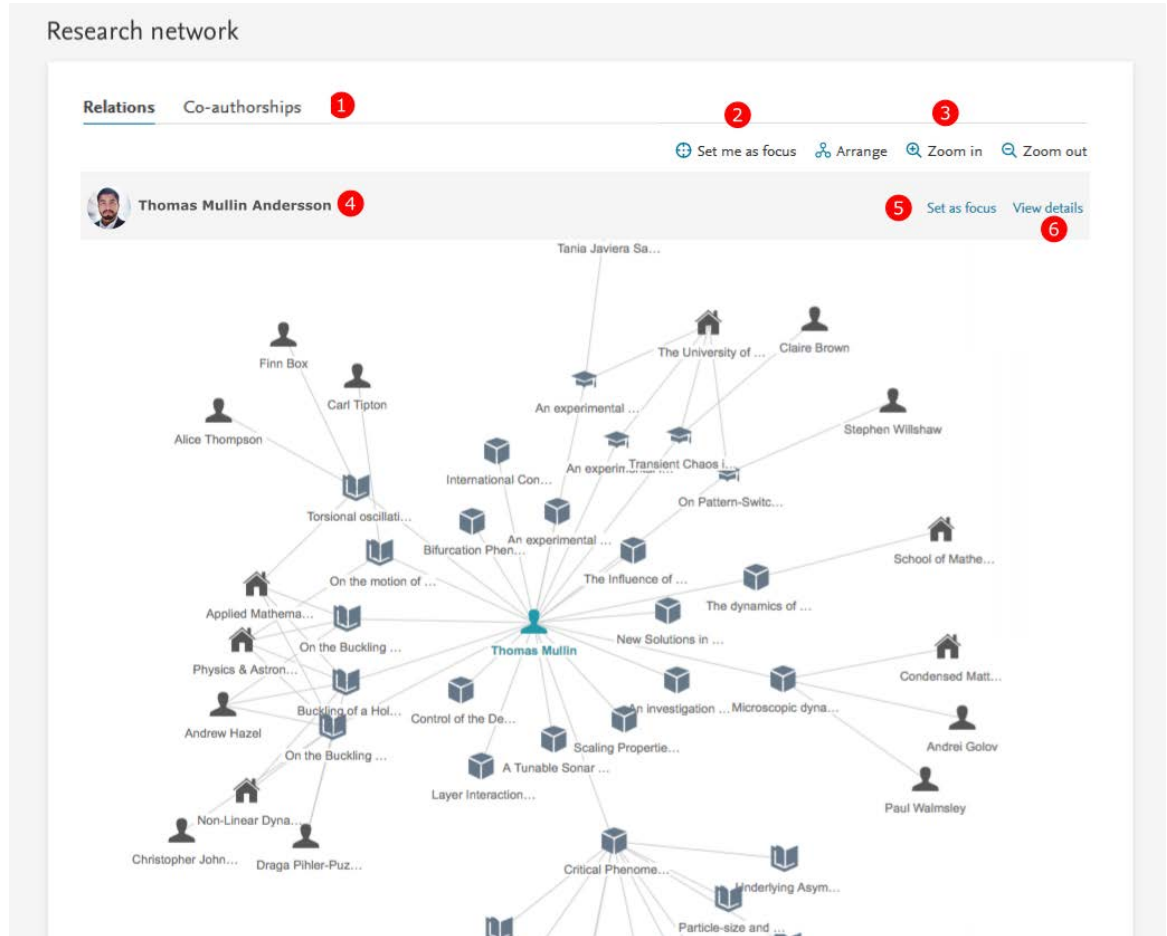 Research network
Relations Co-authorships 1
2 3
Set me as focus Arrange Zoom in Zoom out
Thomas Mullin Andersson 4
5 Set as focus View details
6
Tania Javiera Sa...
The University of ...
Claire Brown
Finn Box
Carl Tipton
An experimental ...
Alice Thompson
Stephen Willshaw
An experim...
Transient Chaos i...
International Con...
On Pattern-Switc...
Torsional oscillati...
An experimental ...
Bifurcation Phen...
School of Mathe...
On the motion of ...
The Influence of ...
The dynamics of ...
Applied Mathema...
New Solutions in ...
On the Buckling ...
Thomas Mullin
Physics & Astron...
Condensed Matt...
Buckling of a Hol...
Control of the De...
An investigation ...
Microscopic dyna...
Andrew Hazel
Scaling Propertie...
Andrei Golov
On the Buckling ...
A Tunable Sonar ...
Layer Interaction...
Paul Walmsley
Non-Linear Dyna...
Christopher John...
Draga Pihler-Puz...
Critical Phenome...
Underlying Asym...
Particle-size and ...